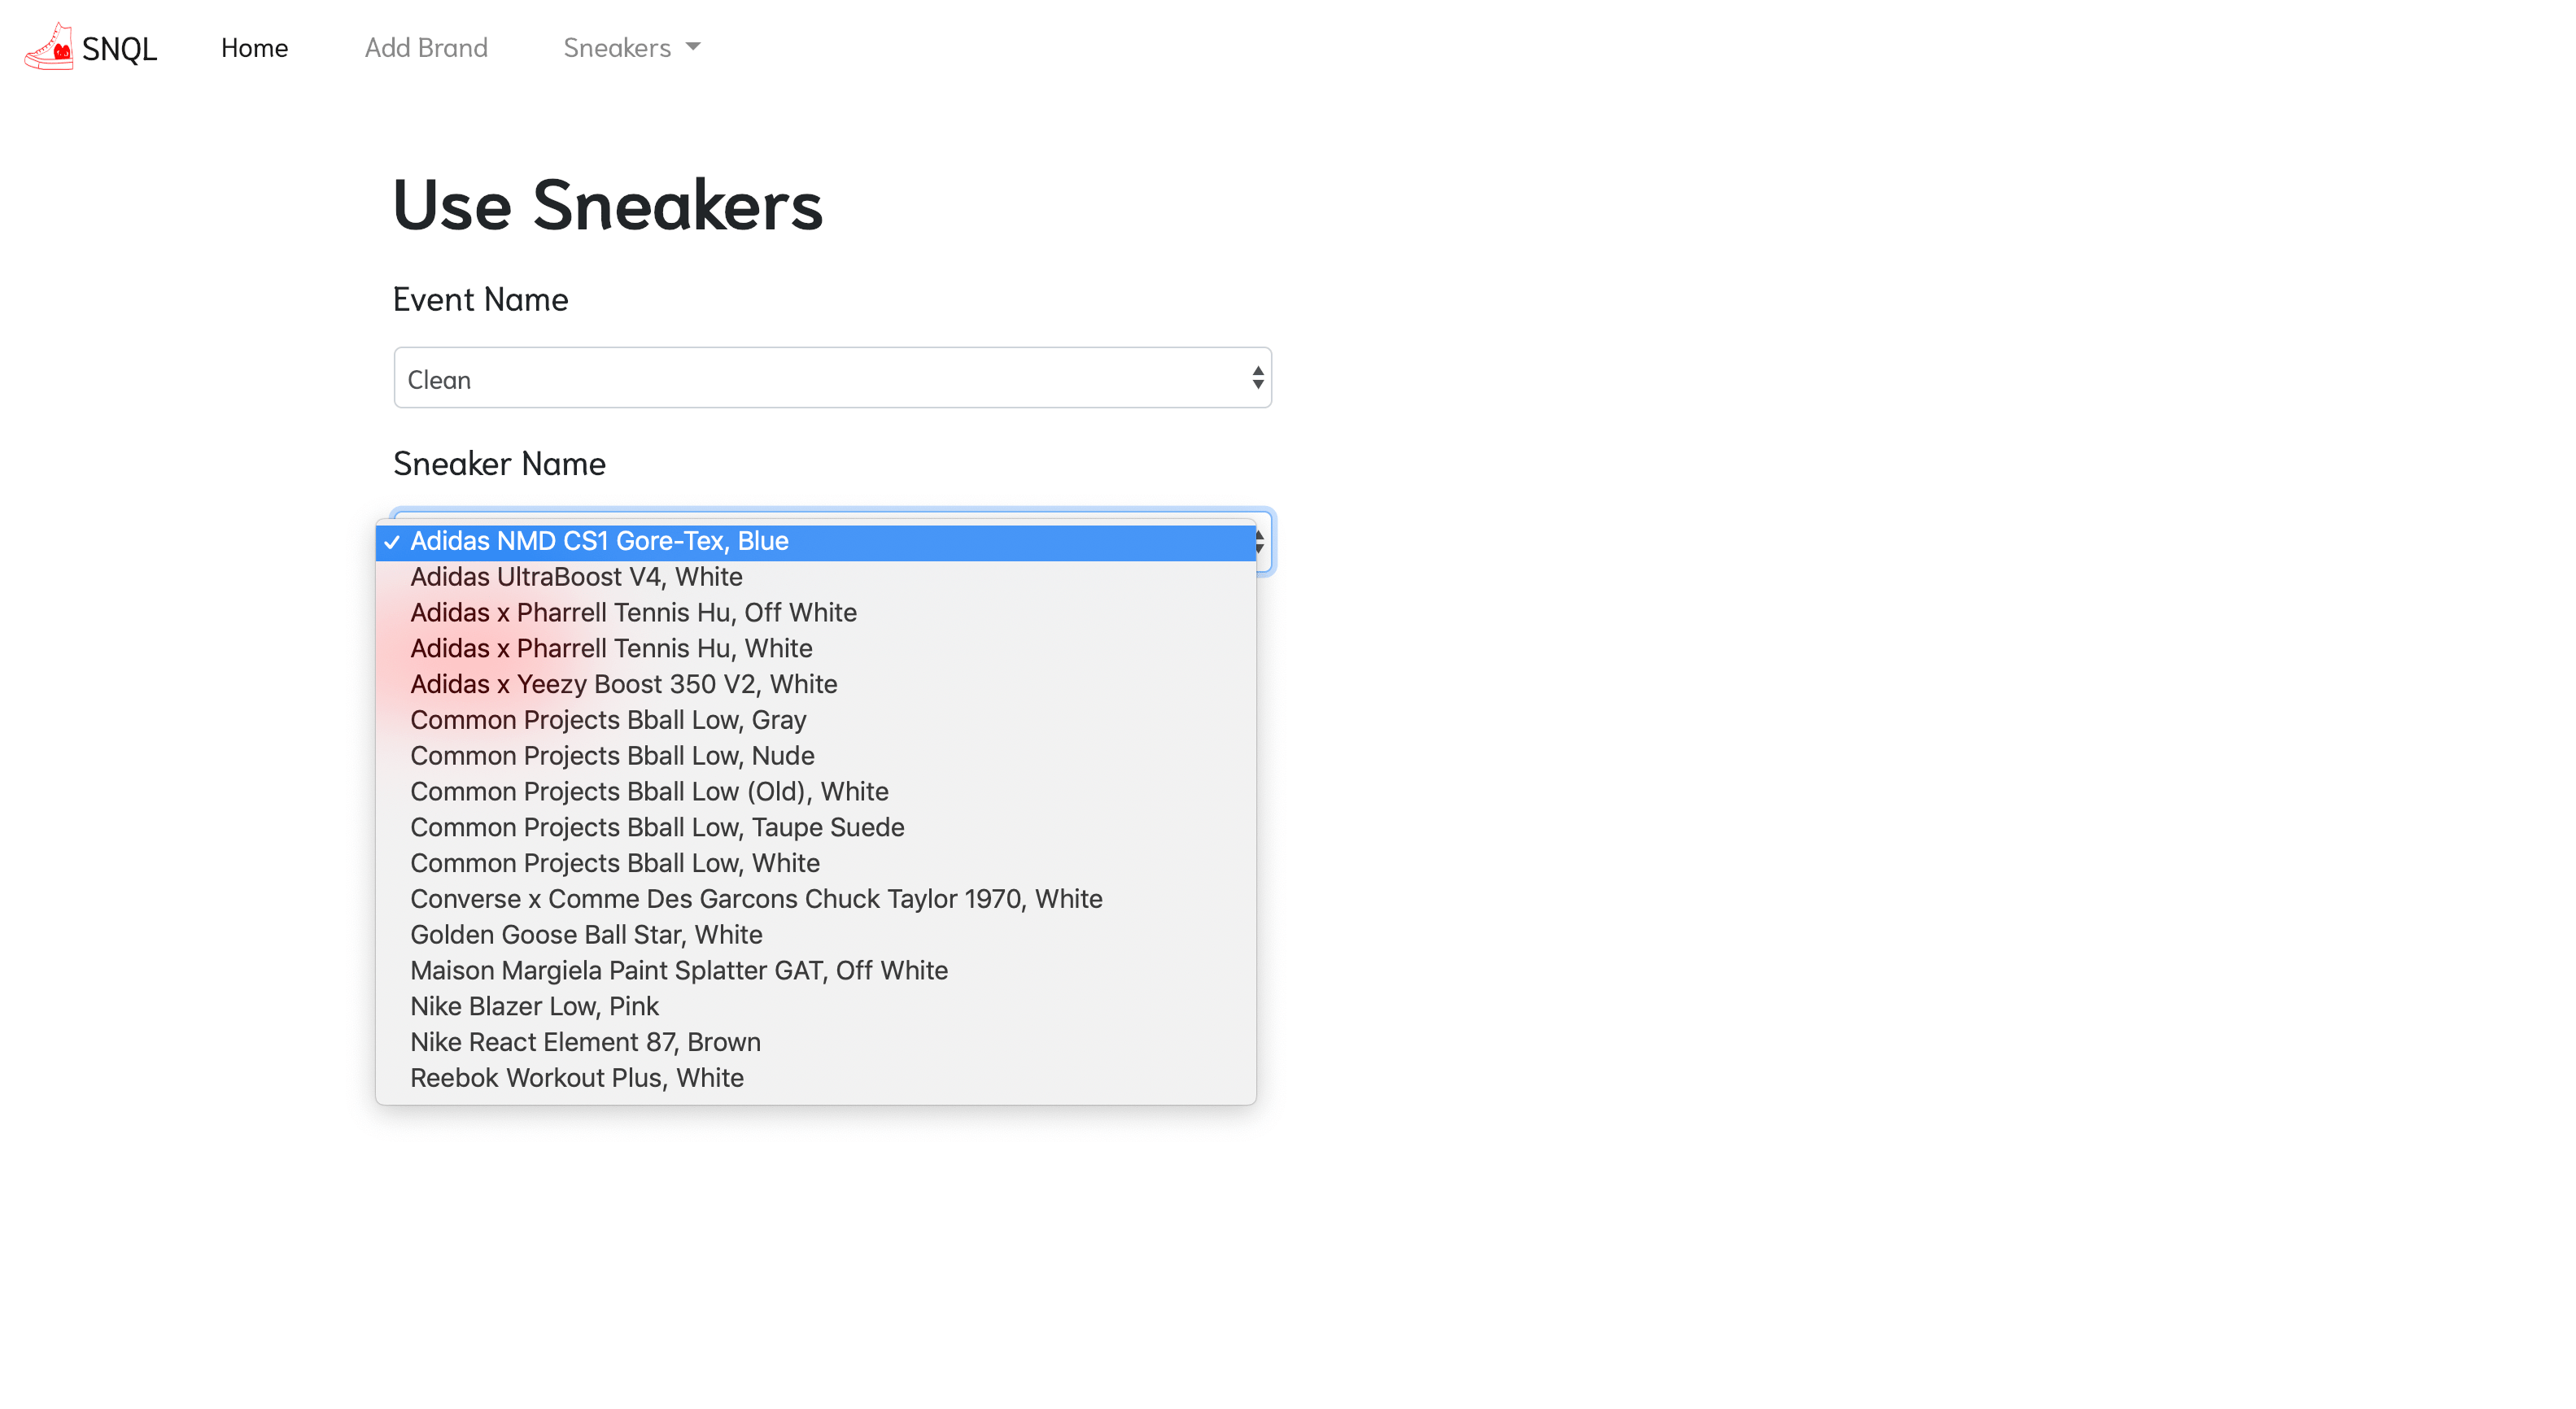 SNQL Home Add Brand Sneakers
Use Sneakers
Event Name
Clean
Sneaker Name
✓ Adidas NMD CS1 Gore-Tex, Blue
Adidas UltraBoost V4, White
Adidas x Pharrell Tennis Hu, Off White
Adidas x Pharrell Tennis Hu, White
Adidas x Yeezy Boost 350 V2, White
Common Projects Bball Low, Gray
Common Projects Bball Low, Nude
Common Projects Bball Low (Old), White
Common Projects Bball Low, Taupe Suede
Common Projects Bball Low, White
Converse x Comme Des Garcons Chuck Taylor 1970, White
Golden Goose Ball Star, White
Maison Margiela Paint Splatter GAT, Off White
Nike Blazer Low, Pink
Nike React Element 87, Brown
Reebok Workout Plus, White